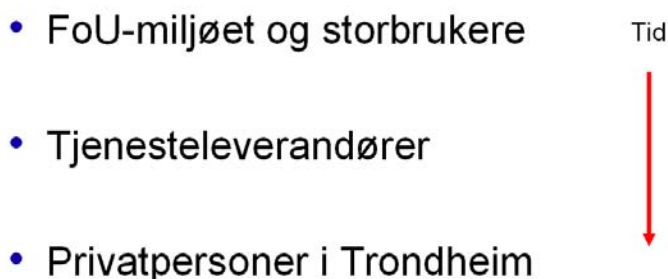 • FoU-miljøet og storbrukere
Tid
• Tjenesteleverandører
• Privatpersoner i Trondheim